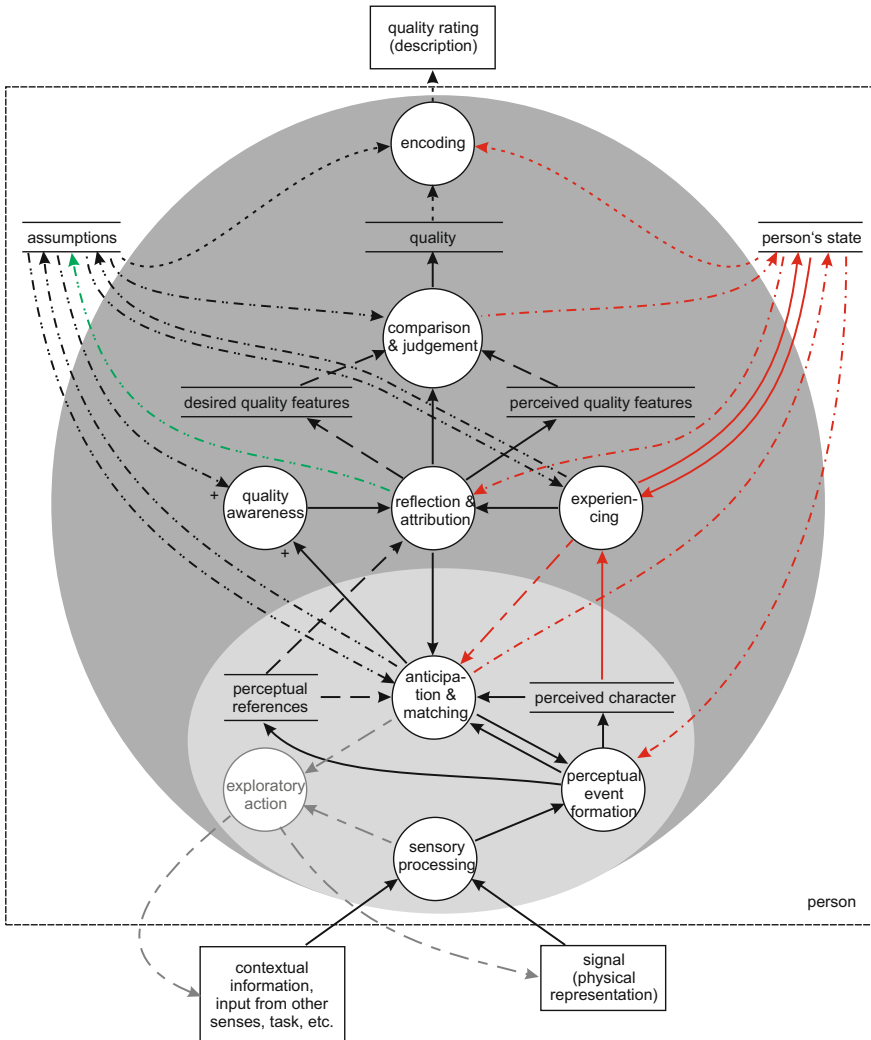 quality rating
(description)
encoding
assumptions
quality
person's state
comparison
& judgement
desired quality features
perceived quality features
+
quality
awareness
reflection &
attribution
experien-
cing
+
perceptual
references
anticipa-
tion &
matching
perceived character
exploratory
action
perceptual
event
formation
sensory
processing
person
contextual
information,
input from other
senses, task, etc.
signal
(physical
representation)